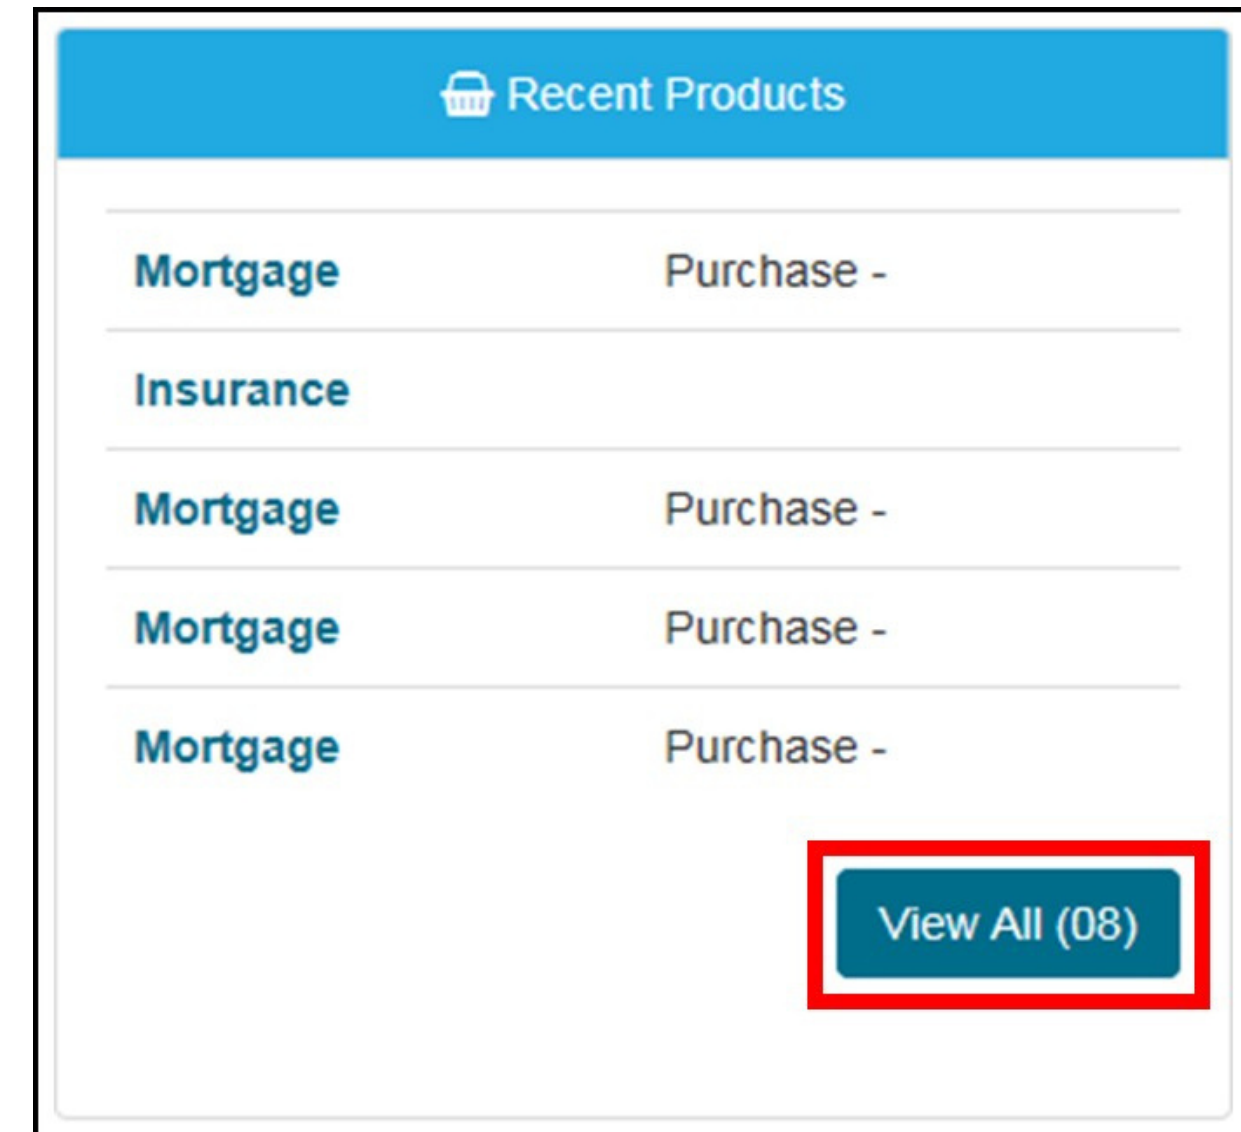 Recent Products
Mortgage Purchase -
Insurance
Mortgage Purchase -
Mortgage Purchase -
Mortgage Purchase -
View All (08)